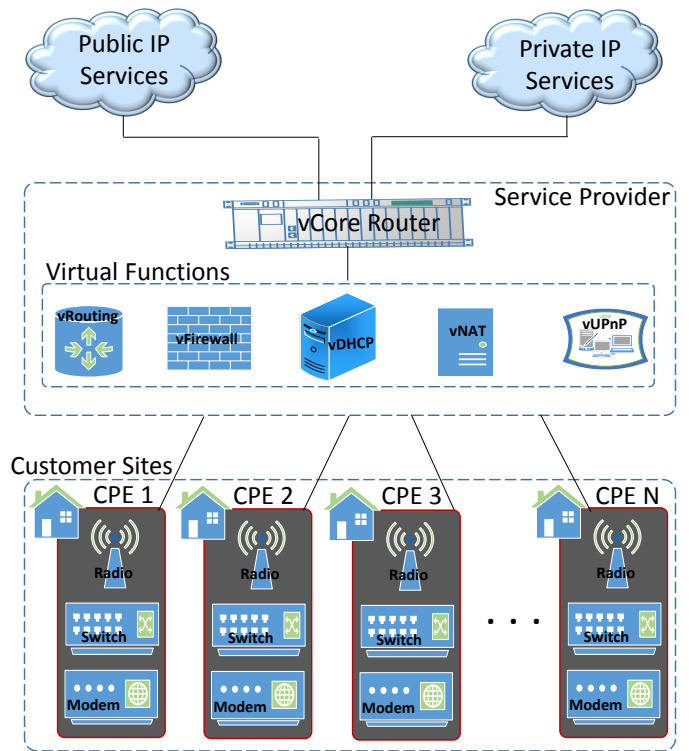 Public IP
Services
Private IP
Services
Service Provider
vCore Router
Virtual Functions
vRouting
vFirewall
vDHCP
vNAT
vUPnP
Customer Sites
CPE 1
CPE 2
CPE 3
CPE N
Radio
Radio
Radio
Radio
Switch
Switch
Switch
. . .
Switch
Modem
Modem
Modem
Modem